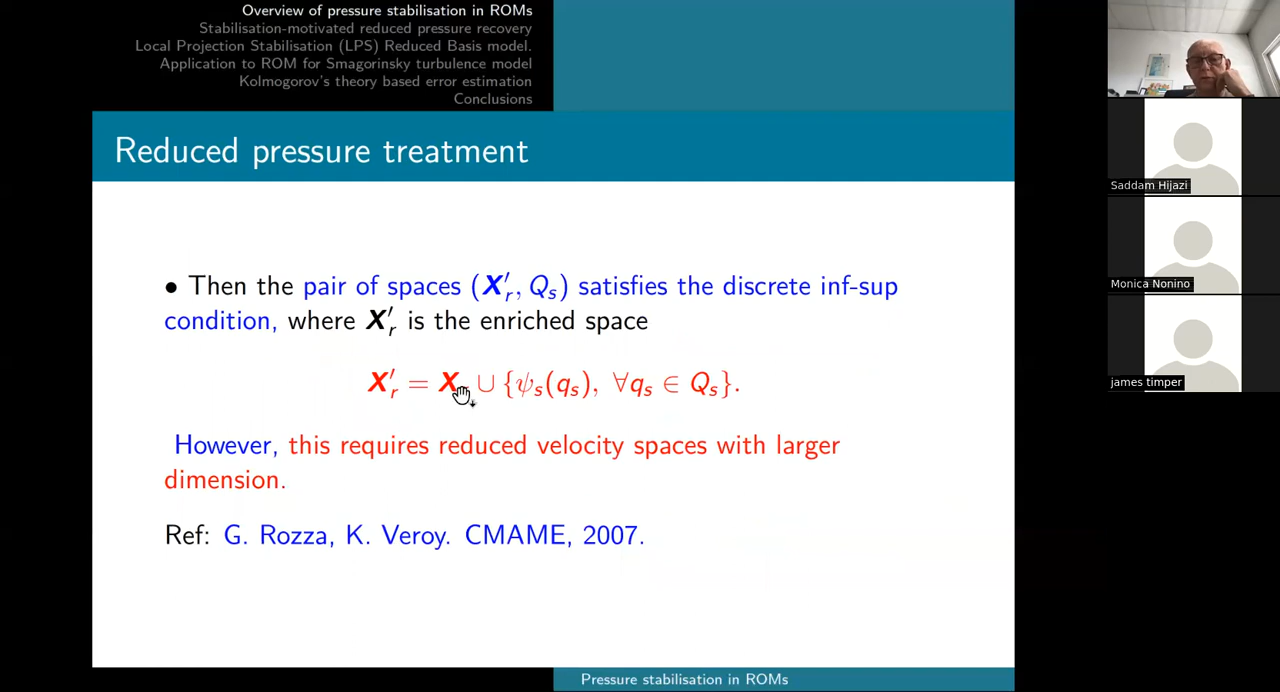 Overview of pressure stabilisation in ROMs
Stabilisation-motivated reduced pressure recovery
Local Projection Stabilisation (LPS) Reduced Basis model.
Application to ROM for Smagorinsky turbulence model
Kolmogorov's theory based error estimation
Conclusions
Reduced pressure treatment
• Then the pair of spaces (X′r, Qs) satisfies the discrete inf-sup
condition, where X′r is the enriched space
X′r = X ∪ {ψs(qs), ∀qs ∈ Qs}.
However, this requires reduced velocity spaces with larger
dimension.
Ref: G. Rozza, K. Veroy. CMAME, 2007.
Pressure stabilisation in ROMs
Saddam Hijazi
Monica Nonino
james timper